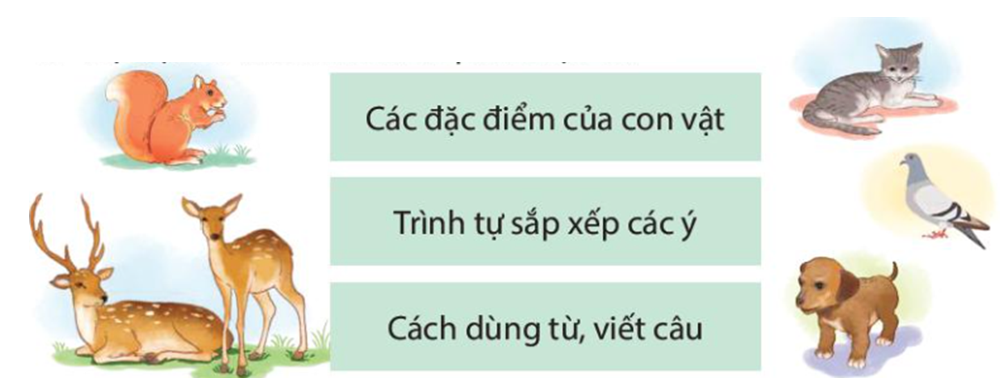 Các đặc điểm của con vật
Trình tự sắp xếp các ý
Cách dùng từ, viết câu